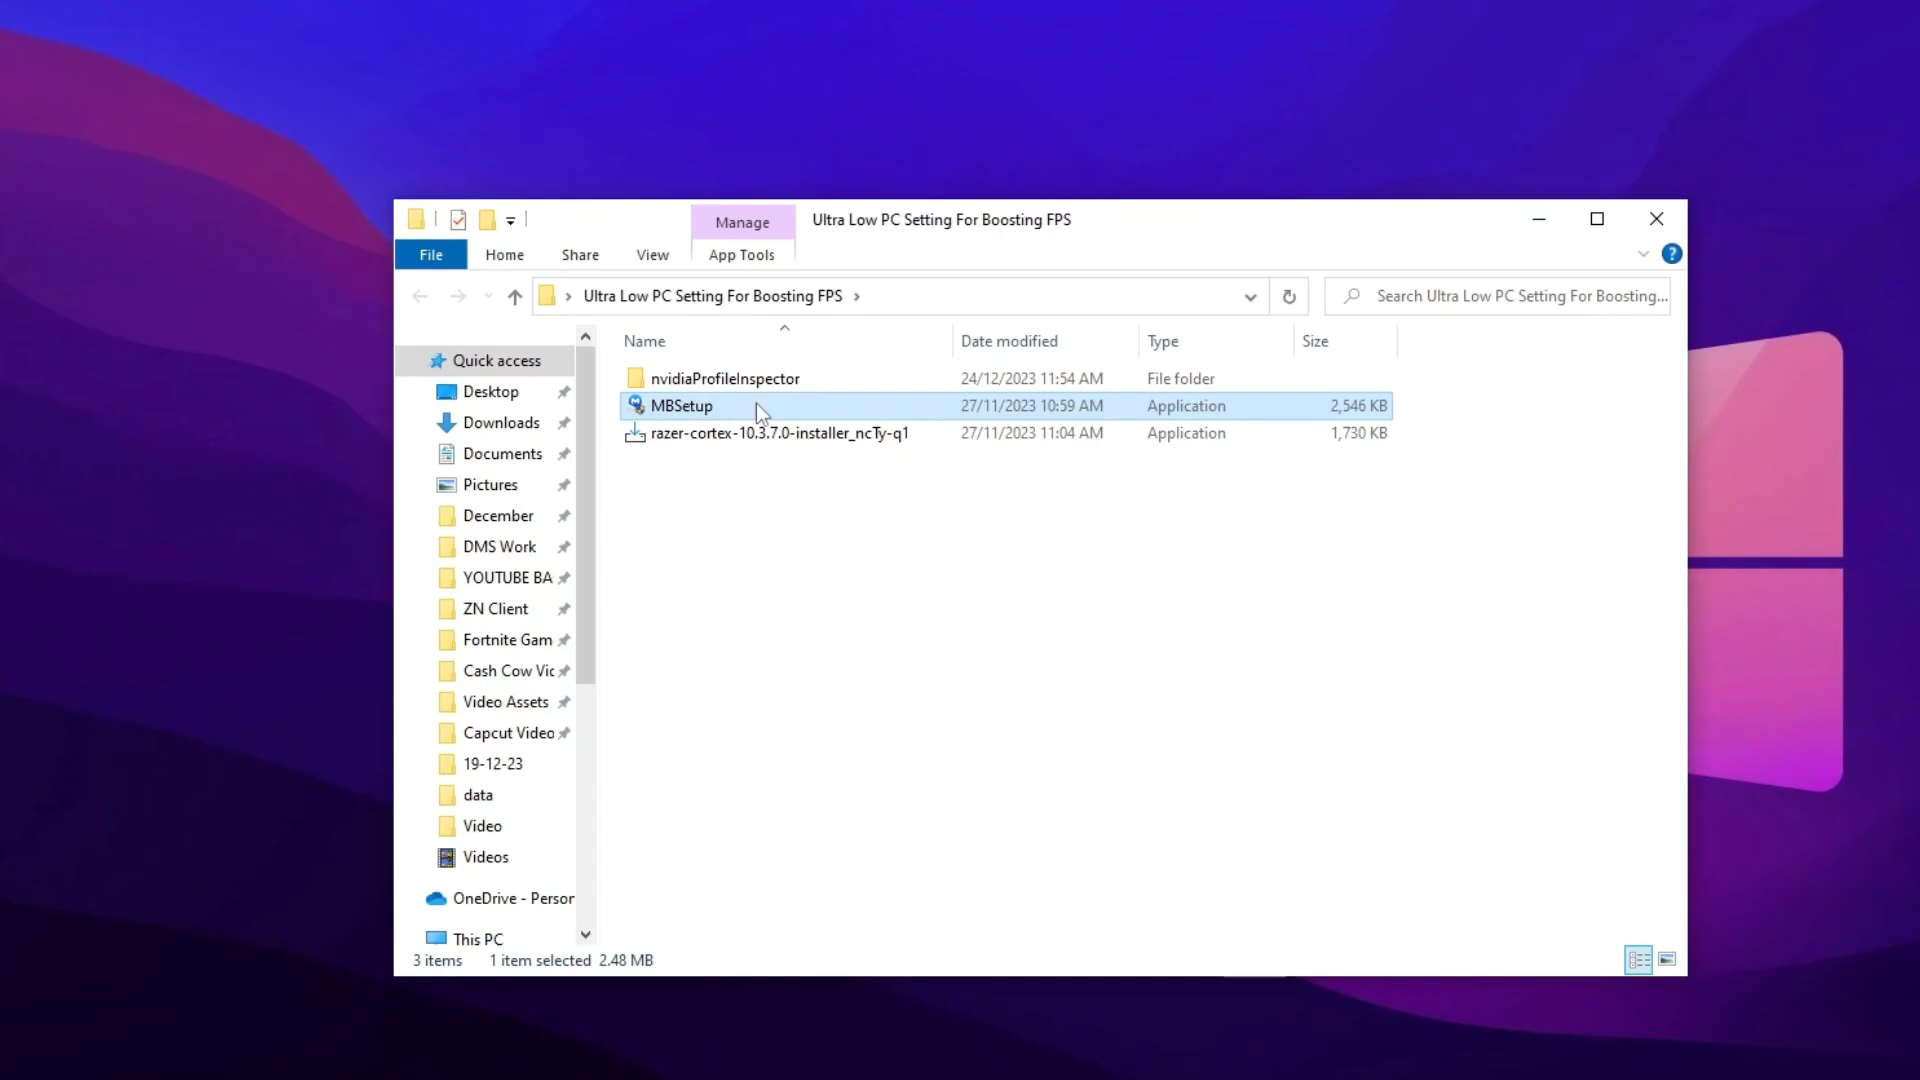 Manage
Ultra Low PC Setting For Boosting FPS
File
Home
Share
View
App Tools
Ultra Low PC Setting For Boosting FPS
Search Ultra Low PC Setting For Boosting...
Name
Date modified
Type
Size
Quick access
Desktop
Downloads
Documents
Pictures
December
DMS Work
YOUTUBE BA
ZN Client
Fortnite Gam
Cash Cow Vic
Video Assets
Capcut Video
19-12-23
data
Video
Videos
OneDrive - Person
This PC
nvidiaProfileInspector 24/12/2023 11:54 AM File folder
MBSetup 27/11/2023 10:59 AM Application 2,546 KB
razer-cortex-10.3.7.0-installer_ncTy-q1 27/11/2023 11:04 AM Application 1,730 KB
3 items 1 item selected 2.48 MB